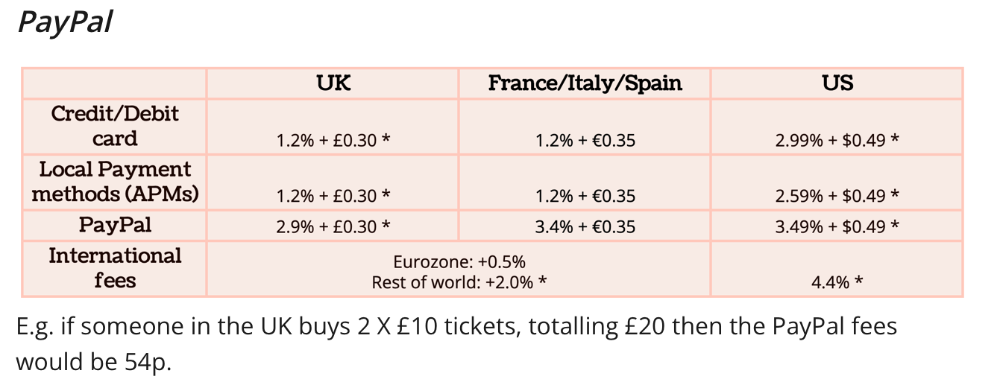 PayPal
UK France/Italy/Spain US
Credit/Debit
card 1.2% + £0.30 * 1.2% + €0.35 2.99% + $0.49 *
Local Payment
methods (APMs) 1.2% + £0.30 * 1.2% + €0.35 2.59% + $0.49 *
PayPal 2.9% + £0.30 * 3.4% + €0.35 3.49% + $0.49 *
International
fees
Eurozone: +0.5%
Rest of world: +2.0% * 4.4% *
E.g. if someone in the UK buys 2 X £10 tickets, totalling £20 then the PayPal fees
would be 54p.